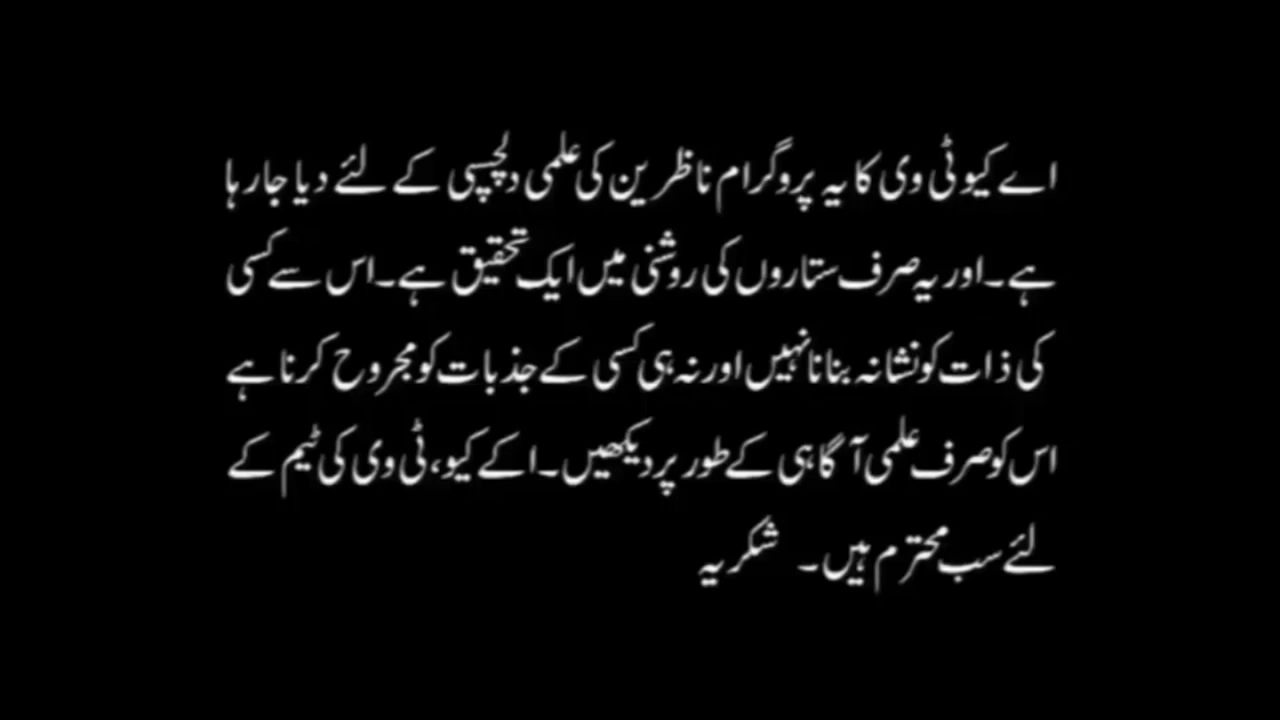 اے کیو ٹی وی کا یہ پروگرام ناظرین کی علمی دلچسپی کے لئے دیا جارہا
ہے۔ اور یہ صرف ستاروں کی روشنی میں ایک تحقیق ہے۔ اس سے کسی
کی ذات کو نشانہ بنانا نہیں اور نہ ہی کسی کے جذبات کو مجروح کرنا ہے
اس کو صرف علمی آگاہی کے طور پر دیکھیں۔ اکے کیو، ٹی وی کی ٹیم کے
لئے سب محترم ہیں۔ شکریہ